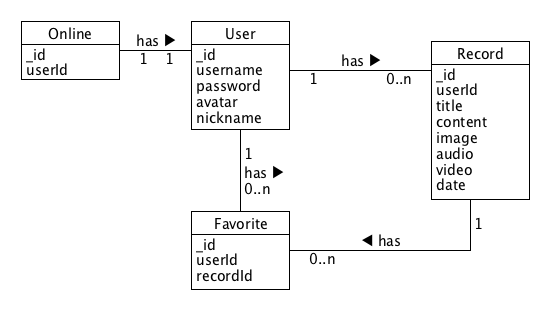 Online
_id
userId
has ▶
1 1
User
_id
username
password
avatar
nickname
has ▶
1 0..n
Record
_id
userId
title
content
image
audio
video
date
1
has ▶
0..n
Favorite
_id
userId
recordId
1
◀ has
0..n